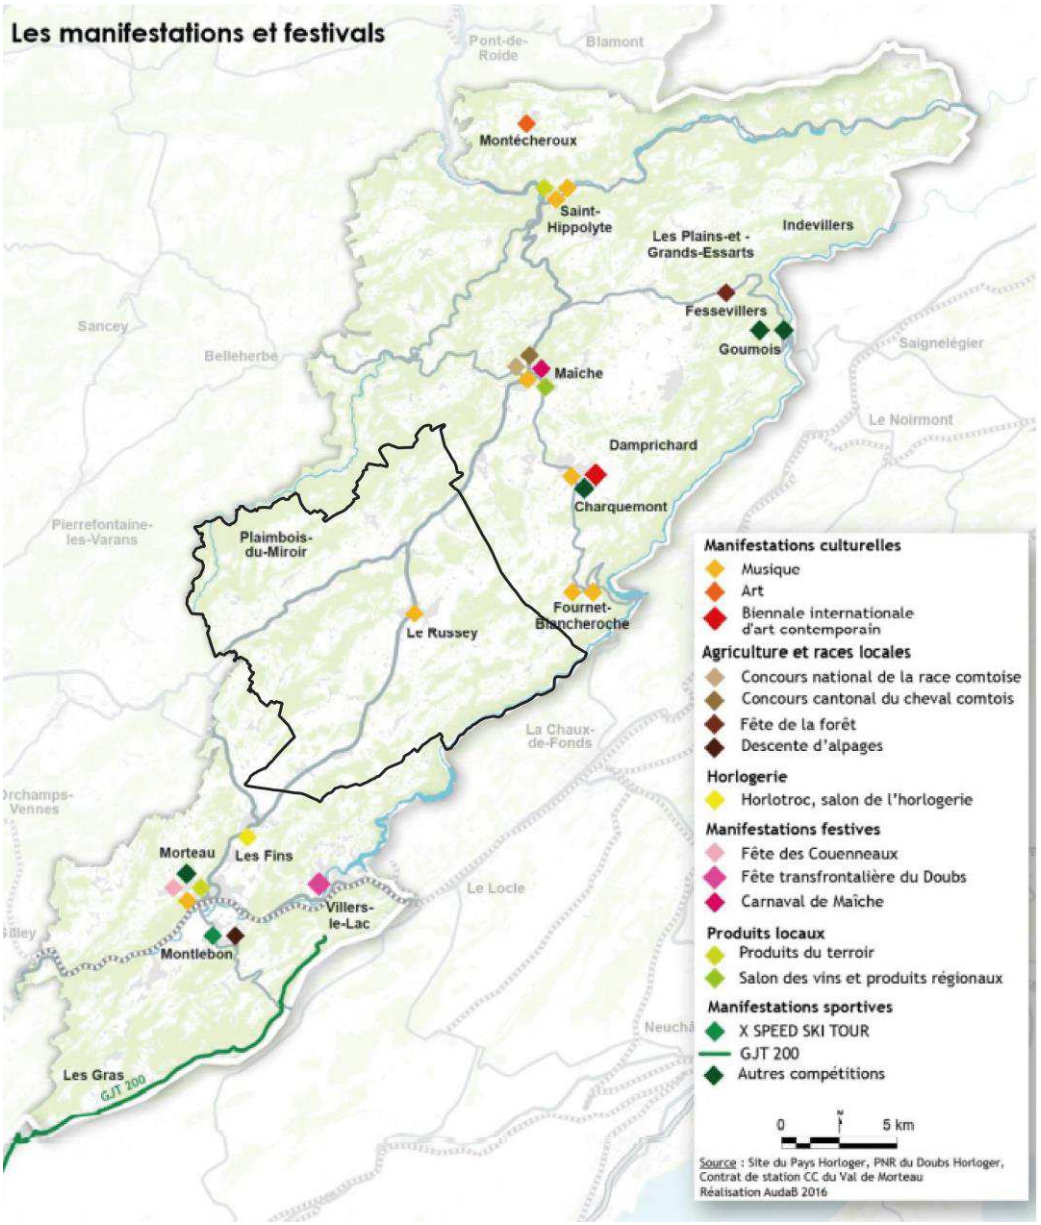 Les manifestations et festivals
Pont-de-
Roide
Blamont
Montécheroux
Saint-
Hippolyte
Indevillers
Les Plains-et -
Grands-Essarts
Fessevillers
Goumois
Sancey
Belleherbe
Saignelégier
Maîche
Le Noirmont
Damprichard
Charquemont
Pierrefontaine-
les-Varans
Plaimbois-
du-Miroir
Fournet-
Blancheroche
Le Russey
La Chaux-
de-Fonds
Orchamps-
Vennes
Morteau
Les Fins
Le Locle
Villers-
le-Lac
Gilley
Montlebon
Neuchâ
Les Gras
GJT 200
Manifestations culturelles
Musique
Art
Biennale internationale
d'art contemporain
Agriculture et races locales
Concours national de la race comtoise
Concours cantonal du cheval comtois
Fête de la forêt
Descente d'alpages
Horlogerie
Horlotroc, salon de l'horlogerie
Manifestations festives
Fête des Couenneaux
Fête transfrontalière du Doubs
Carnaval de Maîche
Produits locaux
Produits du terroir
Salon des vins et produits régionaux
Manifestations sportives
X SPEED SKI TOUR
GJT 200
Autres compétitions
N
0 5 km
Source : Site du Pays Horloger, PNR du Doubs Horloger,
Contrat de station CC du Val de Morteau
Réalisation AudaB 2016